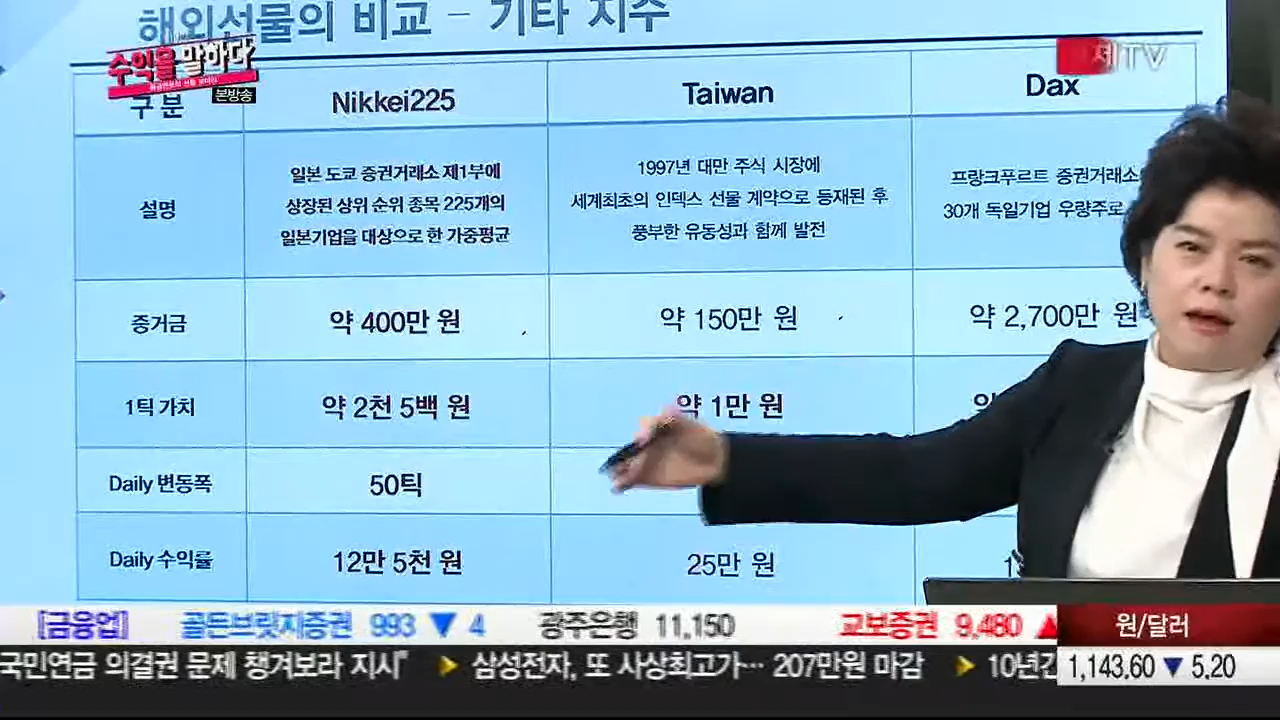 해외선물의 비교 - 기타 지수
수익을 말하다
본방송
제TV
구 분
Nikkei225
Taiwan
Dax
설명
일본 도쿄 증권거래소 제1부에
상장된 상위 순위 종목 225개의
일본기업을 대상으로 한 가중평균
1997년 대만 주식 시장에
세계최초의 인덱스 선물 계약으로 등재된 후
풍부한 유동성과 함께 발전
프랑크푸르트 증권거래소
30개 독일기업 우량주로
증거금
약 400만 원
약 150만 원
약 2,700만 원
1틱 가치
약 2천 5백 원
약 1만 원
Daily 변동폭
50틱
Daily 수익률
12만 5천 원
25만 원
1
[금융업] 골든브릿지증권 993 ▼ 4 광주은행 11,150 교보증권 9,480 ▲
원/달러
국민연금 의결권 문제 챙겨보라 지시" 삼성전자, 또 사상최고가… 207만원 마감 10년간
1,143.60 ▼ 5.20